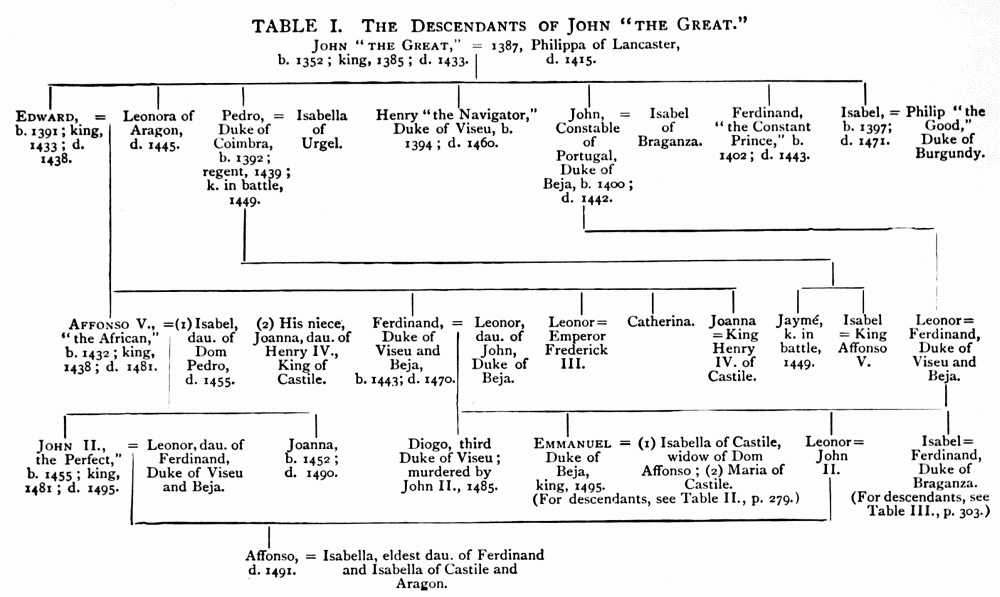 TABLE I. THE DESCENDANTS OF JOHN "THE GREAT."
JOHN "THE GREAT," = 1387, Philippa of Lancaster,
b. 1352 ; king, 1385 ; d. 1433. d. 1415.
EDWARD, =
b. 1391 ; king,
1433 ; d.
1438.
Leonora of
Aragon,
d. 1445.
Pedro, =
Duke of
Coimbra,
b. 1392 ;
regent, 1439 ;
k. in battle,
1449.
Isabella
of
Urgel.
Henry "the Navigator,"
Duke of Viseu, b.
1394 ; d. 1460.
John, =
Constable
of
Portugal,
Duke of
Beja, b. 1400 ;
d. 1442.
Isabel
of
Braganza.
Ferdinand,
"the Constant
Prince," b.
1402 ; d. 1443.
Isabel, =
b. 1397;
d. 1471.
Philip "the
Good,"
Duke of
Burgundy.
AFFONSO V.,
"the African,"
b. 1432 ; king,
1438 ; d. 1481.
=(1) Isabel,
dau. of
Dom
Pedro,
d. 1455.
(2) His niece,
Joanna, dau. of
Henry IV.,
King of
Castile.
Ferdinand, =
Duke of
Viseu and
Beja,
b. 1443; d. 1470.
Leonor,
dau. of
John,
Duke of
Beja.
Leonor=
Emperor
Frederick
III.
Catherina.
Joanna
=King
Henry
IV. of
Castile.
Jaymé,
k. in
battle,
1449.
Isabel
= King
Affonso
V.
Leonor=
Ferdinand,
Duke of
Viseu and
Beja.
JOHN II., =
the Perfect,"
b. 1455 ; king,
1481 ; d. 1495.
Leonor, dau. of
Ferdinand,
Duke of Viseu
and Beja.
Joanna,
b. 1452 ;
d. 1490.
Diogo, third
Duke of Viseu ;
murdered by
John II., 1485.
EMMANUEL =
Duke of
Beja,
king, 1495.
(1) Isabella of Castile,
widow of Dom
Affonso ; (2) Maria of
Castile.
(For descendants, see Table II., p. 279.)
Leonor=
John
II.
Isabel=
Ferdinand,
Duke of
Braganza.
(For descendants, see
Table III., p. 303.)
Affonso, = Isabella, eldest dau. of Ferdinand
d. 1491. and Isabella of Castile and
Aragon.